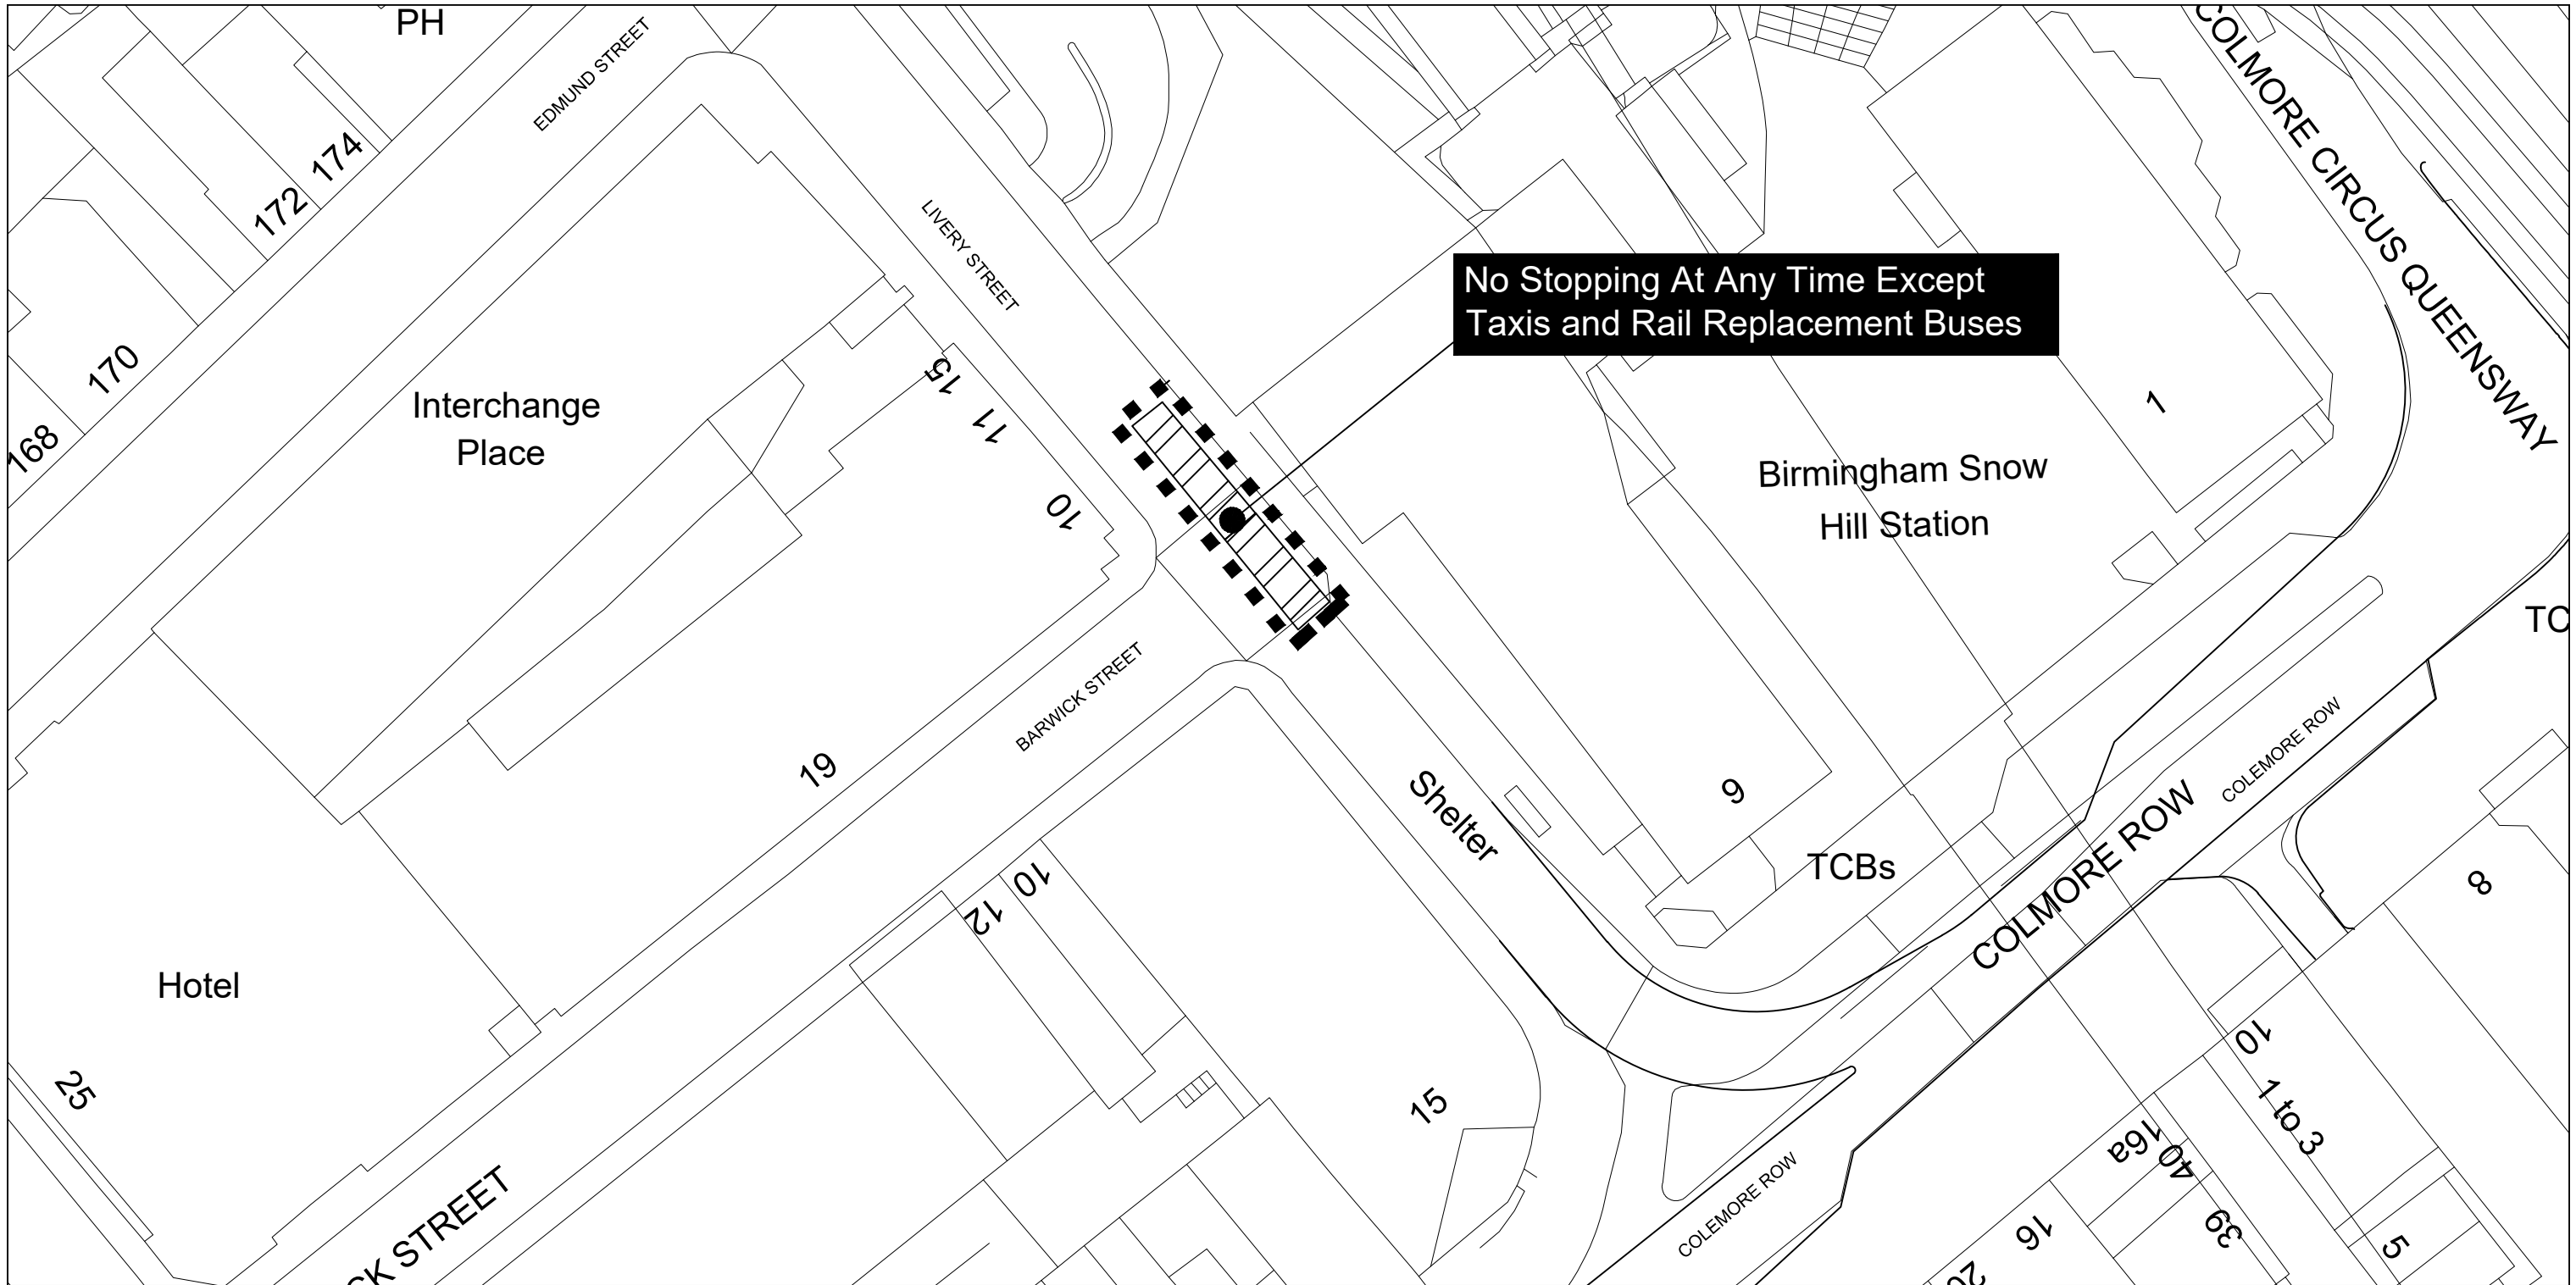 PH
EDMUND STREET
COLMORE CIRCUS QUEENSWAY
174
172
LIVERY STREET
No Stopping At Any Time Except
Taxis and Rail Replacement Buses
170
168
Interchange
Place
15
11
10
1
Birmingham Snow
Hill Station
TC
BARWICK STREET
19
Shelter
9
TCBs
COLMORE ROW
COLEMORE ROW
8
10
12
Hotel
25
15
10
1 to 3
16a
40
39
16
5
20
COLEMORE ROW
CK STREET